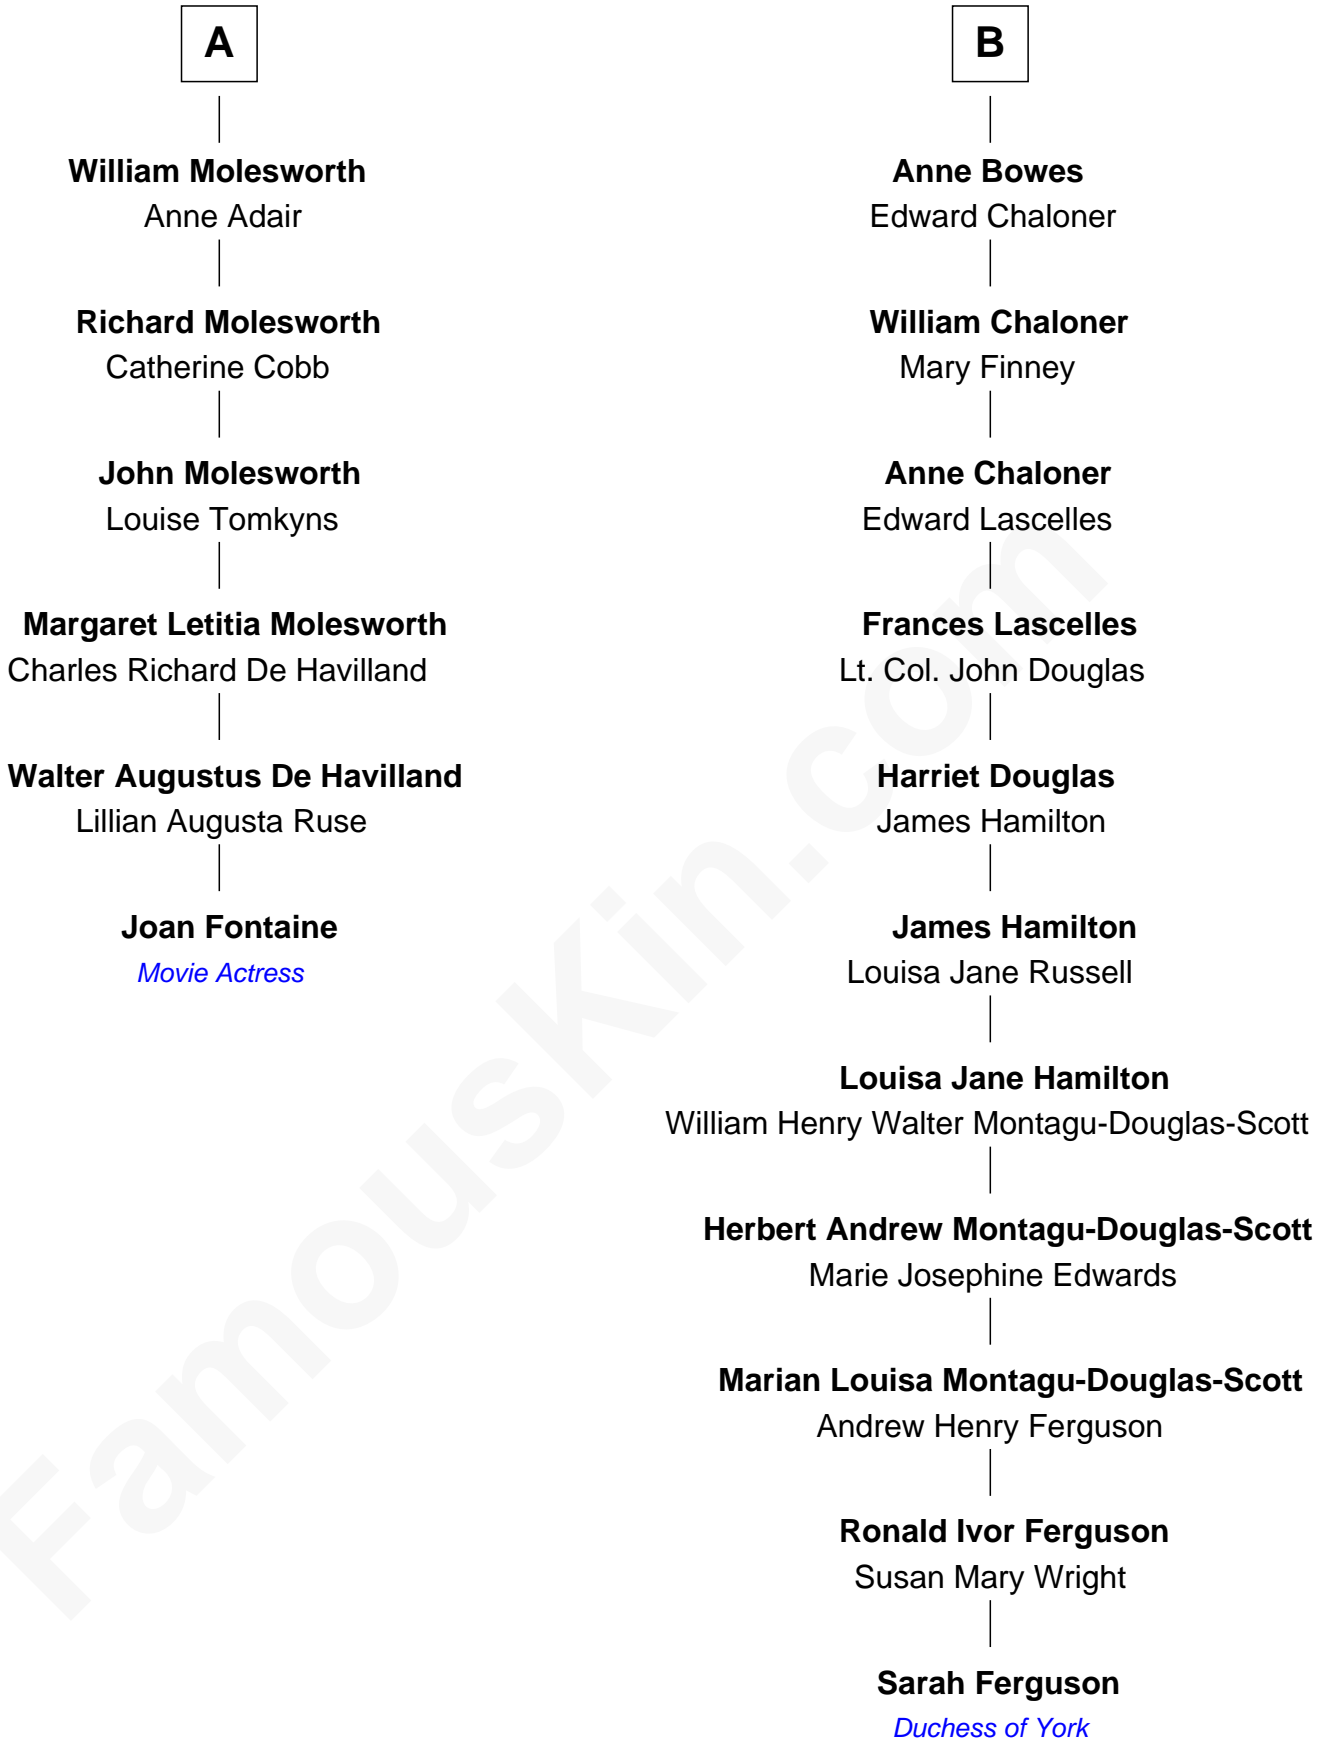 A
William Molesworth
Anne Adair
Richard Molesworth
Catherine Cobb
John Molesworth
Louise Tomkyns
Margaret Letitia Molesworth
Charles Richard De Havilland
Walter Augustus De Havilland
Lillian Augusta Ruse
Joan Fontaine
Movie Actress
B
Anne Bowes
Edward Chaloner
William Chaloner
Mary Finney
Anne Chaloner
Edward Lascelles
Frances Lascelles
Lt. Col. John Douglas
Harriet Douglas
James Hamilton
James Hamilton
Louisa Jane Russell
Louisa Jane Hamilton
William Henry Walter Montagu-Douglas-Scott
Herbert Andrew Montagu-Douglas-Scott
Marie Josephine Edwards
Marian Louisa Montagu-Douglas-Scott
Andrew Henry Ferguson
Ronald Ivor Ferguson
Susan Mary Wright
Sarah Ferguson
Duchess of York
FamousKin.com